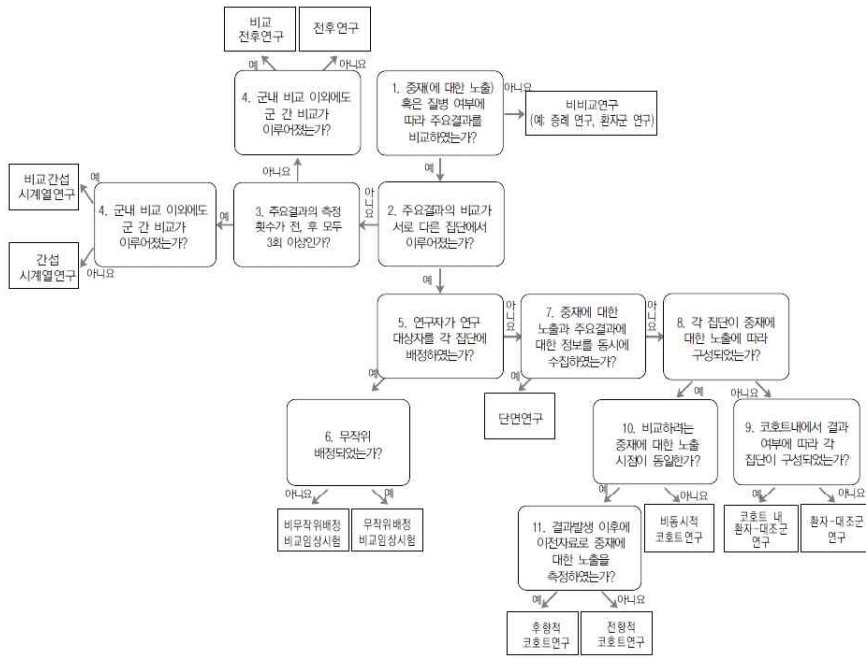 비교
전후연구
전후연구
예
아니요
4. 군내 비교 이외에도
군 간 비교가
이루어졌는가?
1. 중재(에 대한 노출)
혹은 질병 여부에
따라 주요결과를
비교하였는가?
아니요
비비교연구
(예: 증례 연구, 환자군 연구)
아니요
예
비교간섭
시계열연구
예
4. 군내 비교 이외에도
군 간 비교가
이루어졌는가?
예
3. 주요결과의 측정
횟수가 전, 후 모두
3회 이상인가?
아니요
2. 주요결과의 비교가
서로 다른 집단에서
이루어졌는가?
간섭
시계열연구
아니요
예
5. 연구자가 연구
대상자를 각 집단에
배정하였는가?
아니요
7. 중재에 대한
노출과 주요결과에
대한 정보를 동시에
수집하였는가?
아니요
8. 각 집단이 중재에
대한 노출에 따라
구성되었는가?
예
예
예
아니요
단면연구
6. 무작위
배정되었는가?
10. 비교하려는
중재에 대한 노출
시점이 동일한가?
9. 코호트내에서 결과
여부에 따라 각
집단이 구성되었는가?
아니요
예
예
아니요
예
아니요
비무작위배정
비교임상시험
무작위배정
비교임상시험
11. 결과발생 이후에
이전자료로 중재에
대한 노출을
측정하였는가?
비동시적
코호트연구
코호트 내
환자-대조군
연구
환자-대조군
연구
예
아니요
후향적
코호트연구
전향적
코호트연구